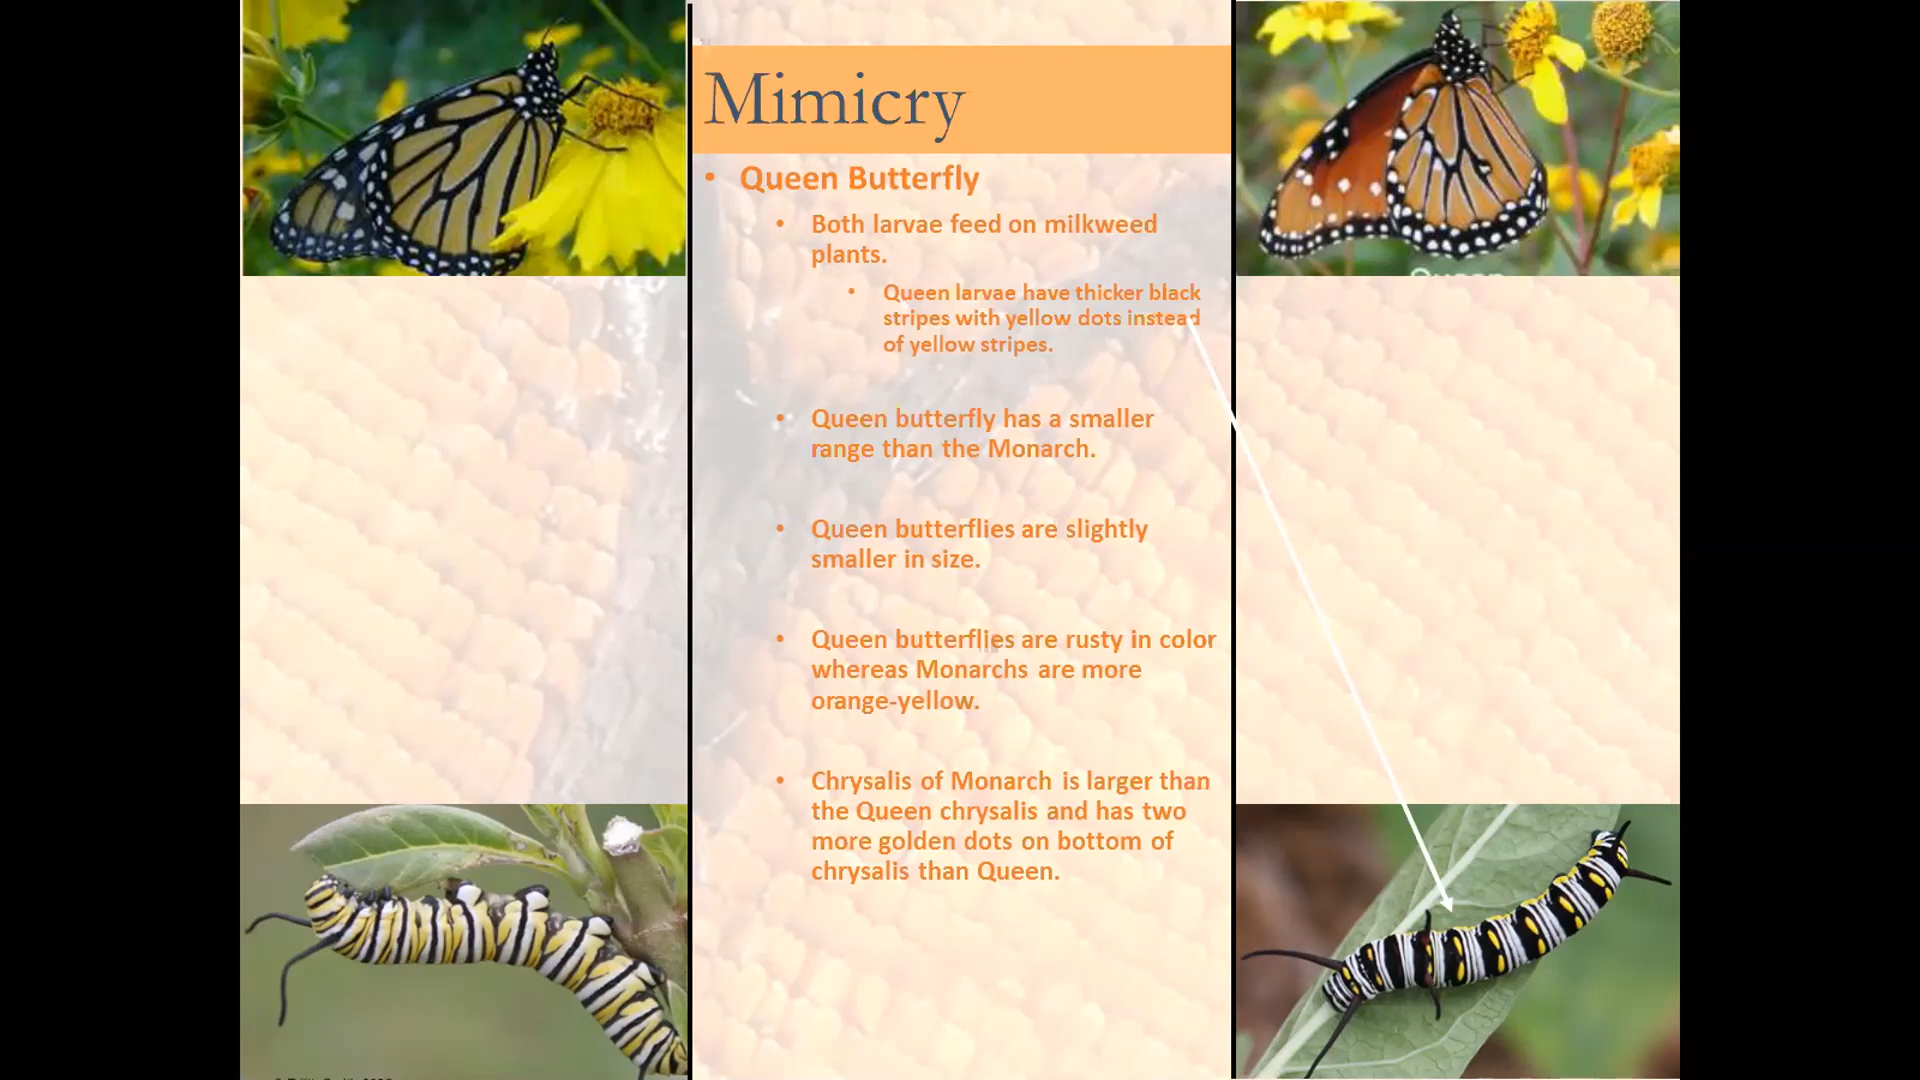 Mimicry
• Queen Butterfly
• Both larvae feed on milkweed
plants.
• Queen larvae have thicker black
stripes with yellow dots instead
of yellow stripes.
• Queen butterfly has a smaller
range than the Monarch.
• Queen butterflies are slightly
smaller in size.
• Queen butterflies are rusty in color
whereas Monarchs are more
orange-yellow.
• Chrysalis of Monarch is larger than
the Queen chrysalis and has two
more golden dots on bottom of
chrysalis than Queen.